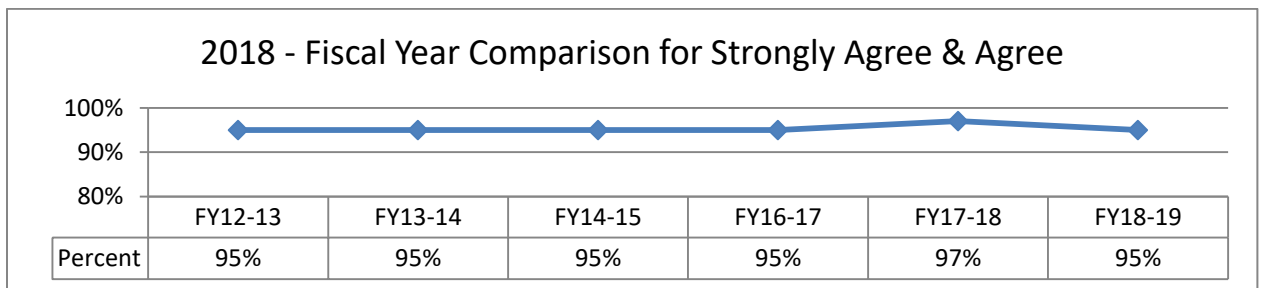 2018 - Fiscal Year Comparison for Strongly Agree & Agree
100%
90%
80%
FY12-13 FY13-14 FY14-15 FY16-17 FY17-18 FY18-19
Percent 95% 95% 95% 95% 97% 95%